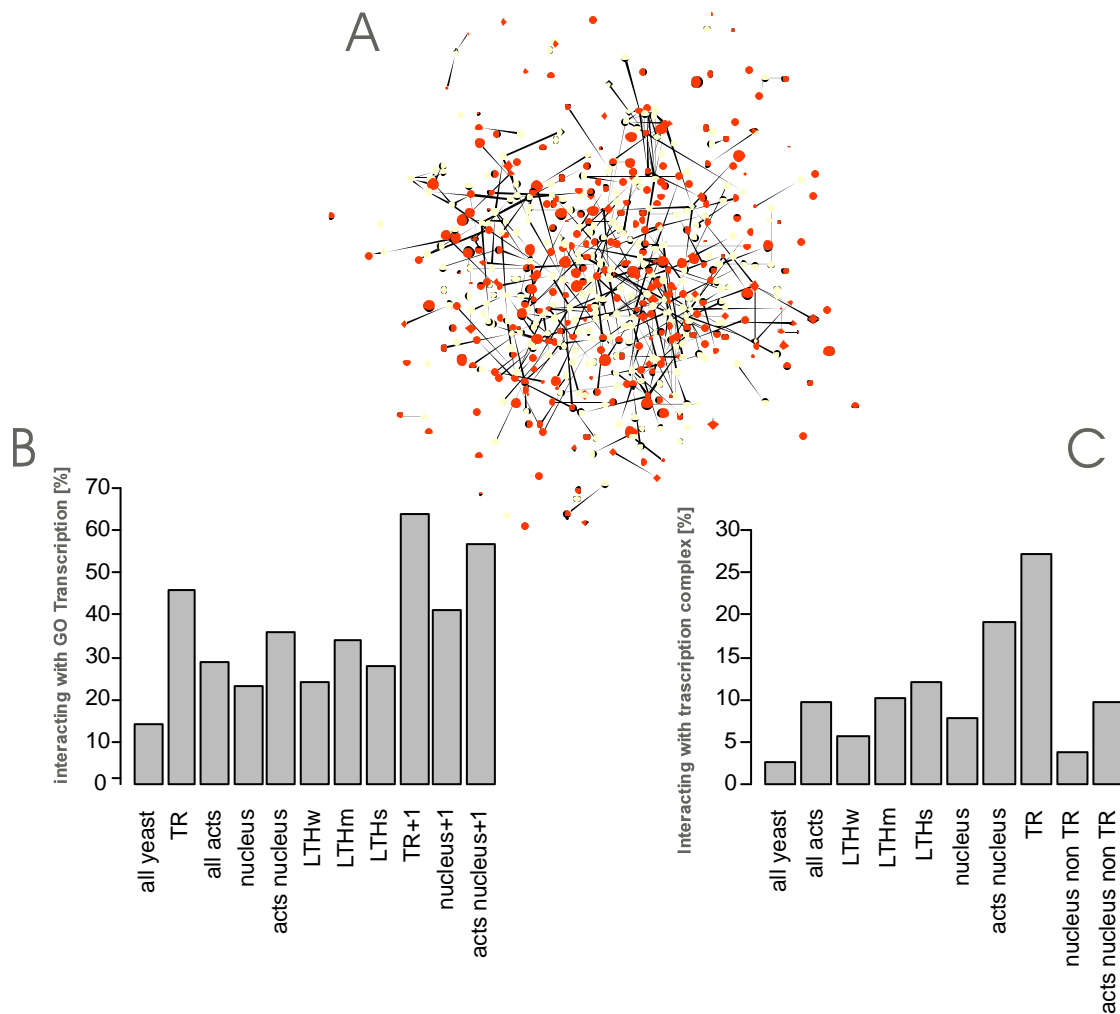 A
B
C
interacting with GO Transcription [%]
70
60
50
40
30
20
10
0
all yeast
TR
all acts
nucleus
acts nucleus
LTHw
LTHm
LTHs
TR+1
nucleus+1
acts nucleus+1
Interacting with trascription complex [%]
30
25
20
15
10
5
0
all yeast
all acts
LTHw
LTHm
LTHs
nucleus
acts nucleus
TR
nucleus non TR
acts nucleus non TR